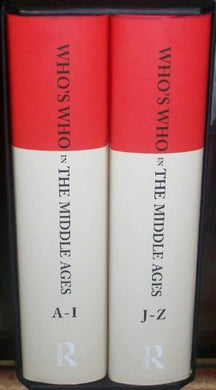 WHO'S WHO IN THE MIDDLE AGES
A-I
R
WHO'S WHO IN THE MIDDLE AGES
J-Z
R